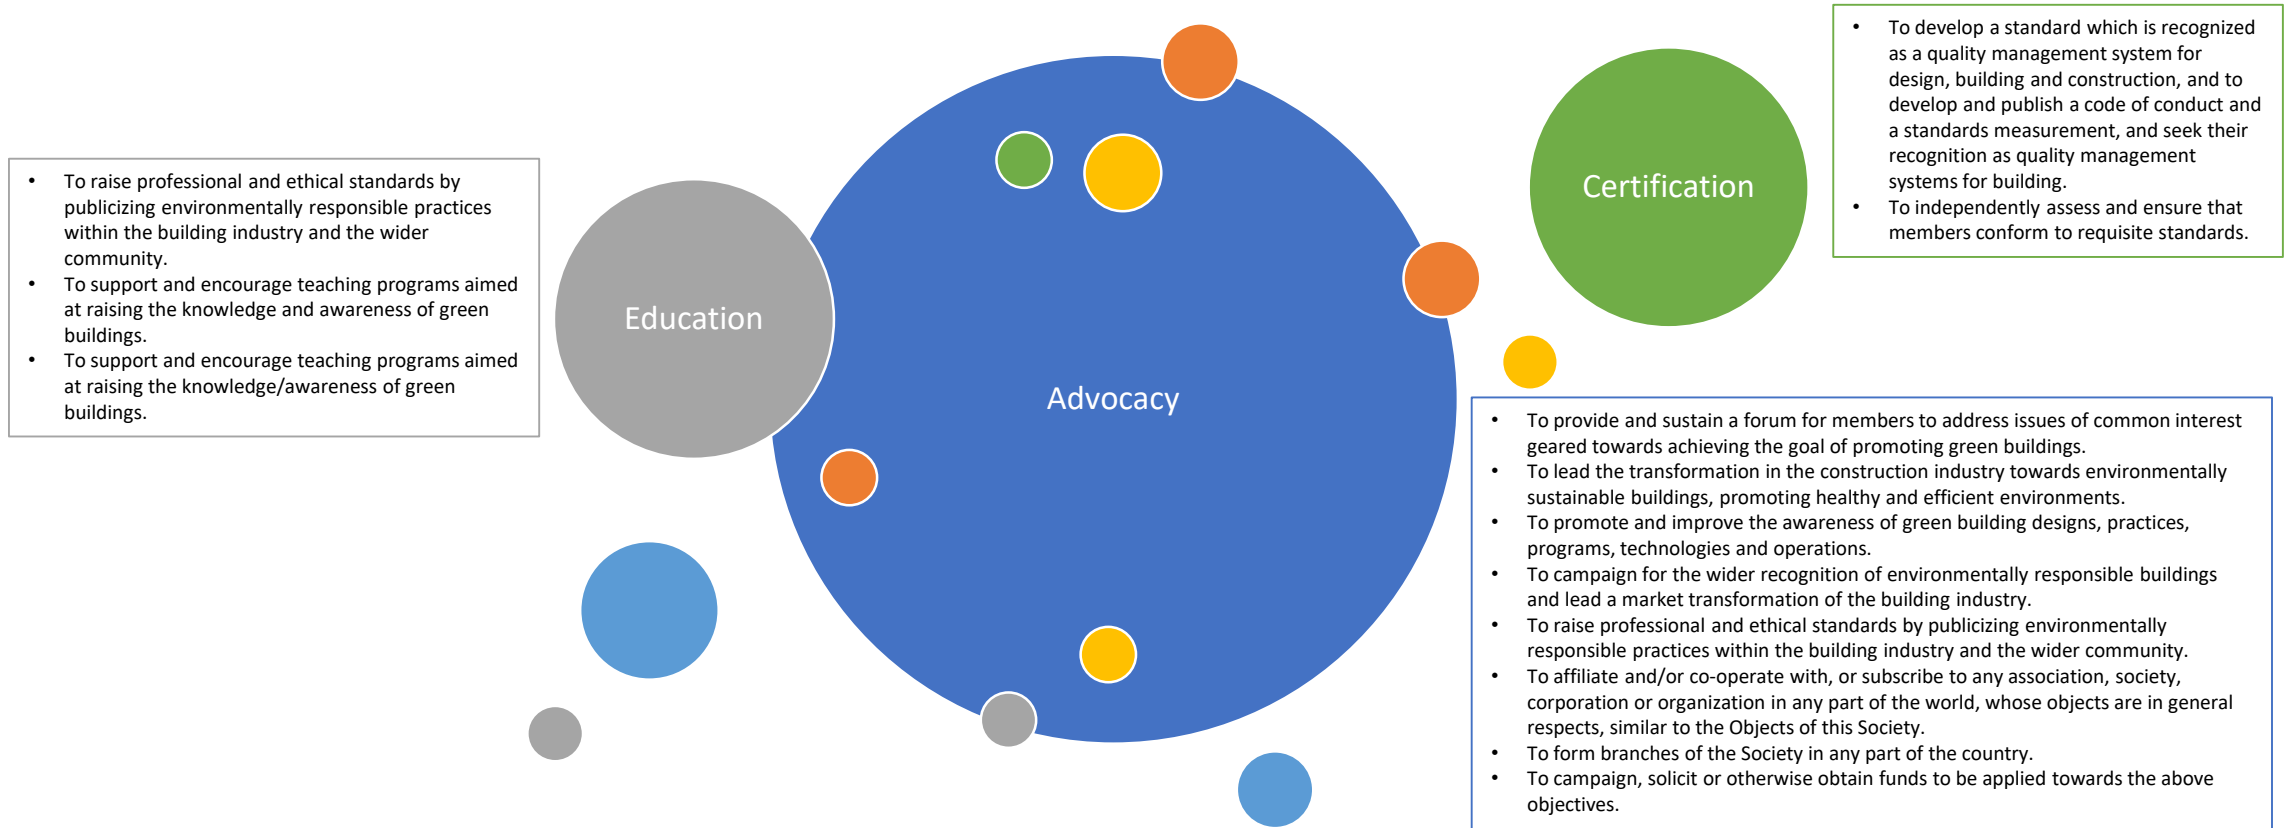 • To raise professional and ethical standards by
publicizing environmentally responsible practices
within the building industry and the wider
community.
• To support and encourage teaching programs aimed
at raising the knowledge and awareness of green
buildings.
• To support and encourage teaching programs aimed
at raising the knowledge/awareness of green
buildings.
Education
Advocacy
Certification
• To develop a standard which is recognized
as a quality management system for
design, building and construction, and to
develop and publish a code of conduct and
a standards measurement, and seek their
recognition as quality management
systems for building.
• To independently assess and ensure that
members conform to requisite standards.
• To provide and sustain a forum for members to address issues of common interest
geared towards achieving the goal of promoting green buildings.
• To lead the transformation in the construction industry towards environmentally
sustainable buildings, promoting healthy and efficient environments.
• To promote and improve the awareness of green building designs, practices,
programs, technologies and operations.
• To campaign for the wider recognition of environmentally responsible buildings
and lead a market transformation of the building industry.
• To raise professional and ethical standards by publicizing environmentally
responsible practices within the building industry and the wider community.
• To affiliate and/or co-operate with, or subscribe to any association, society,
corporation or organization in any part of the world, whose objects are in general
respects, similar to the Objects of this Society.
• To form branches of the Society in any part of the country.
• To campaign, solicit or otherwise obtain funds to be applied towards the above
objectives.